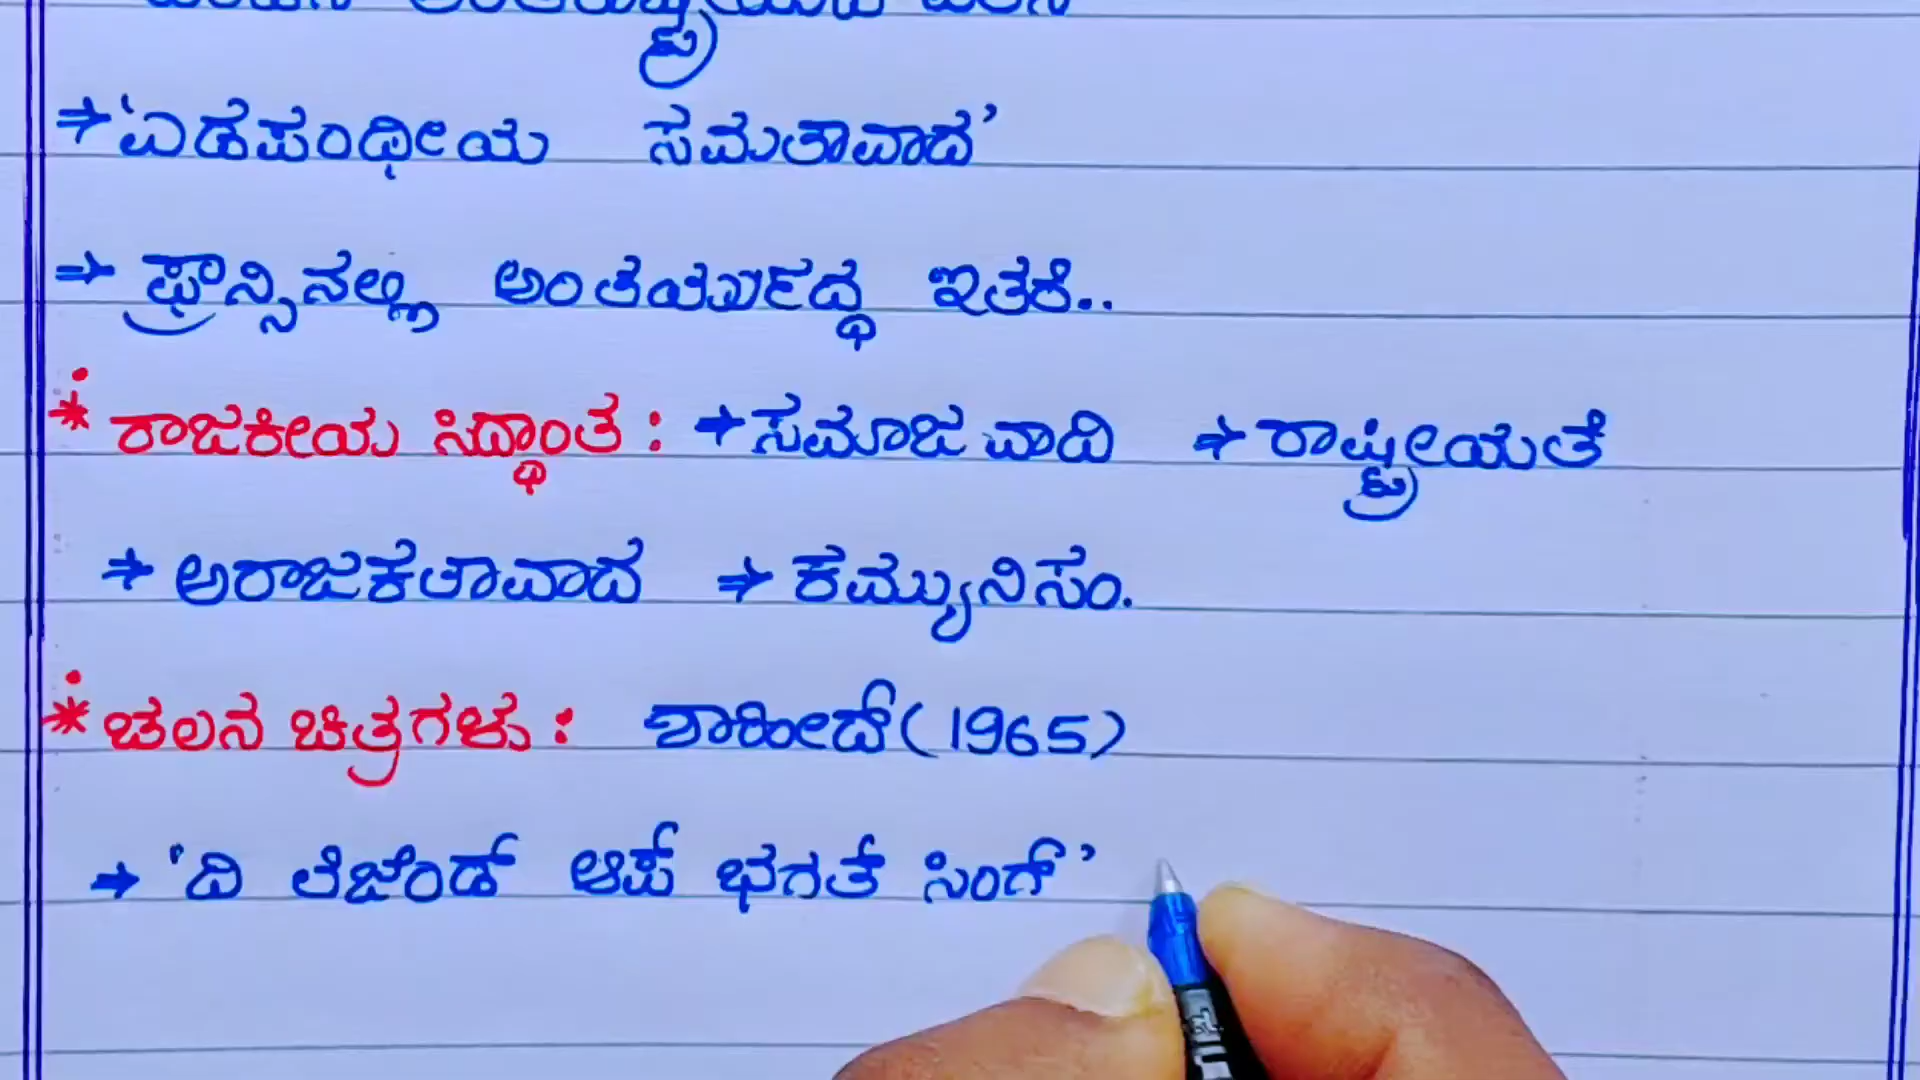 → 'ಎಡಪಂಥೀಯ ಸಮತಾವಾದ'
→ ಫ್ರಾನ್ಸಿನಲ್ಲಿ ಇತರೆ..
* ರಾಜಕೀಯ ಸಿದ್ಧಾಂತ : → ಸಮಾಜವಾದಿ → ರಾಷ್ಟ್ರೀಯತೆ
→ ಅರಾಜಕತಾವಾದ → ಕಮ್ಯುನಿಸಂ.
* ಚಲನ ಚಿತ್ರಗಳು : ಶಾಹೀದ್ (1965)
→ 'ದಿ ಲೆಜೆಂಡ್ ಆಫ್ ಭಗತ್ ಸಿಂಗ್'